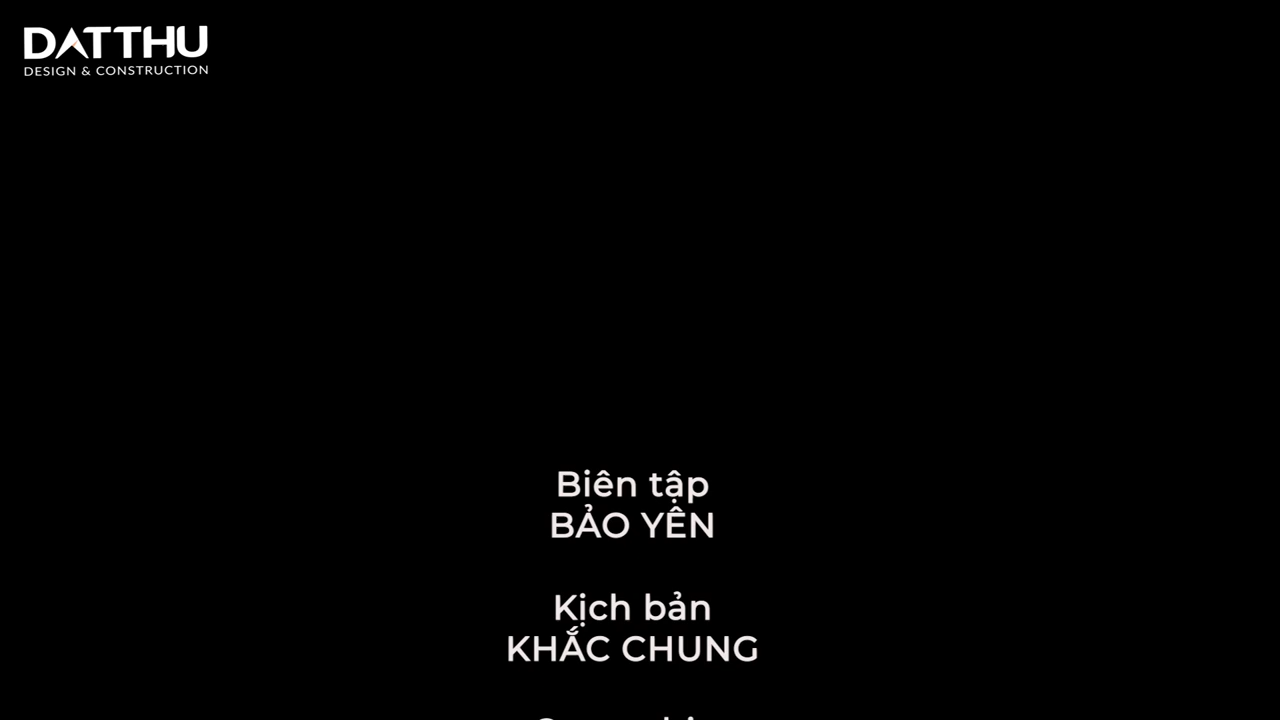 DATTHU
DESIGN & CONSTRUCTION
Biên tập
BẢO YÊN
Kịch bản
KHẮC CHUNG